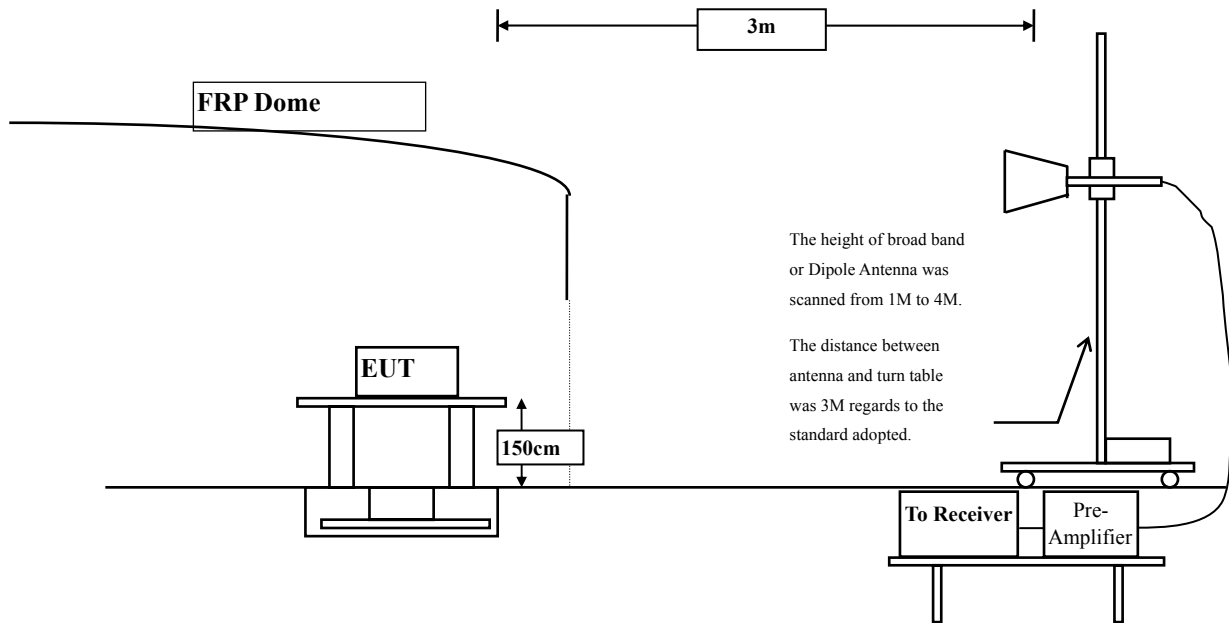 3m
FRP Dome
The height of broad band
or Dipole Antenna was
scanned from 1M to 4M.
The distance between
antenna and turn table
was 3M regards to the
standard adopted.
EUT
150cm
To Receiver
Pre-
Amplifier